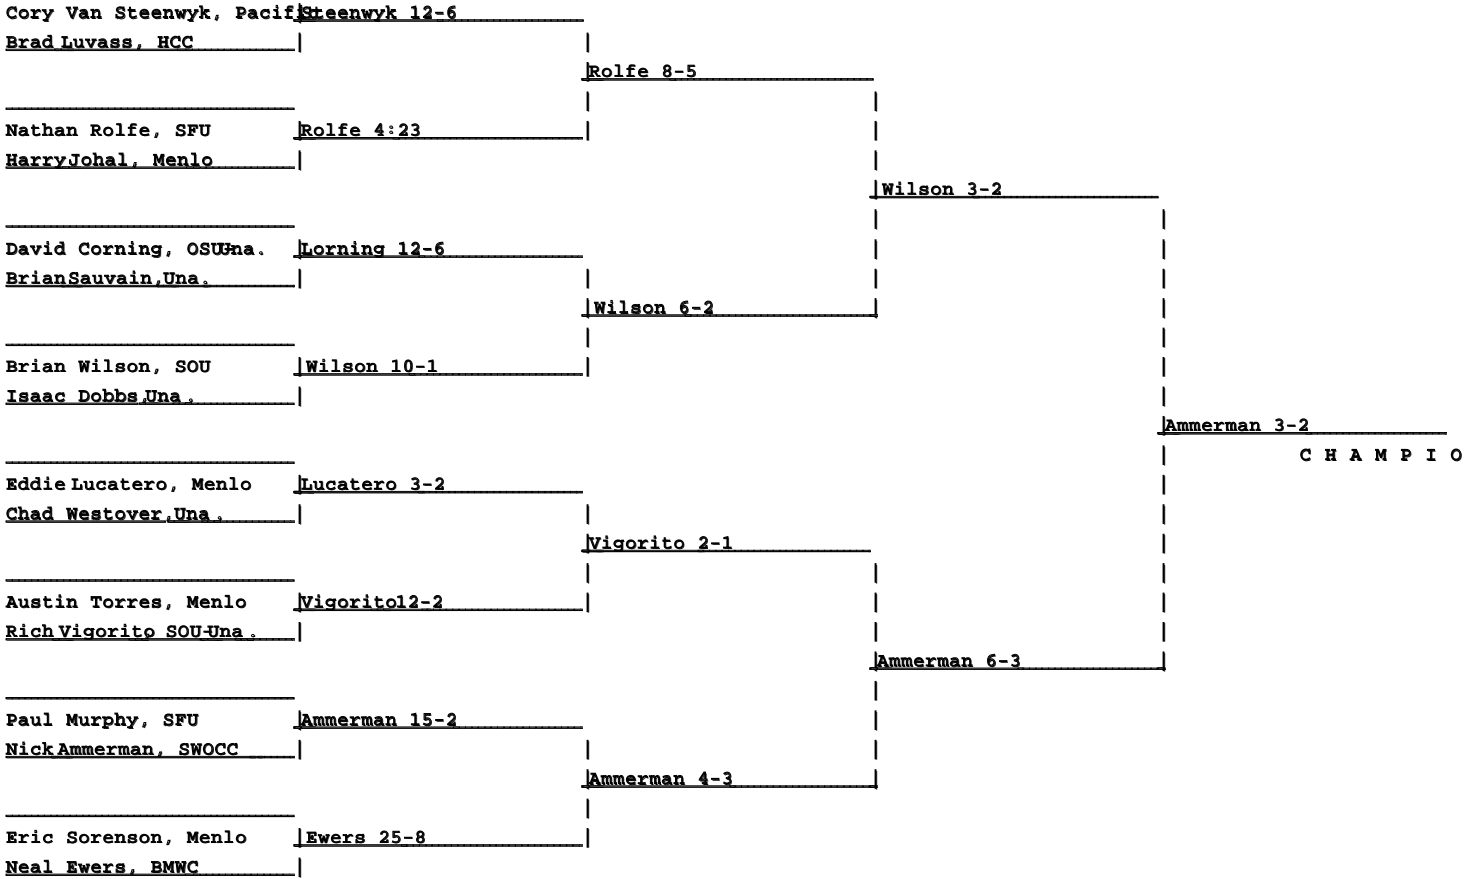 Cory Van Steenwyk, Pacific
Steenwyk 12-6
Brad Luvass, HCC
Rolfe 8-5
Nathan Rolfe, SFU
Rolfe 4:23
Harry Johal, Menlo
Wilson 3-2
David Corning, OSU-Una.
Lorning 12-6
Brian Sauvain, Una.
Wilson 6-2
Brian Wilson, SOU
Wilson 10-1
Isaac Dobbs, Una.
Ammerman 3-2
C H A M P I O
Eddie Lucatero, Menlo
Lucatero 3-2
Chad Westover, Una.
Vigorito 2-1
Austin Torres, Menlo
Vigorito 12-2
Rich Vigorito, SOU-Una.
Ammerman 6-3
Paul Murphy, SFU
Ammerman 15-2
Nick Ammerman, SWOCC
Ammerman 4-3
Eric Sorenson, Menlo
Ewers 25-8
Neal Ewers, BMWC